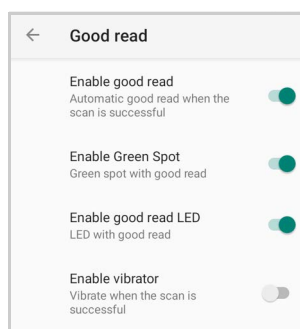 Good read
Enable good read
Automatic good read when the
scan is successful
Enable Green Spot
Green spot with good read
Enable good read LED
LED with good read
Enable vibrator
Vibrate when the scan is
successful